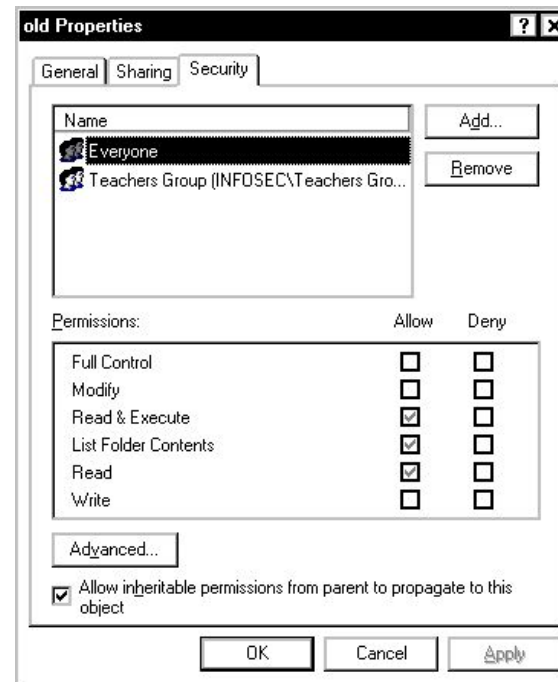 old Properties
General Sharing Security
Name
Everyone
Teachers Group (INFOSEC\Teachers Gro...
Add...
Remove
Permissions: Allow Deny
Full Control
Modify
Read & Execute
List Folder Contents
Read
Write
Advanced...
Allow inheritable permissions from parent to propagate to this
object
OK Cancel Apply